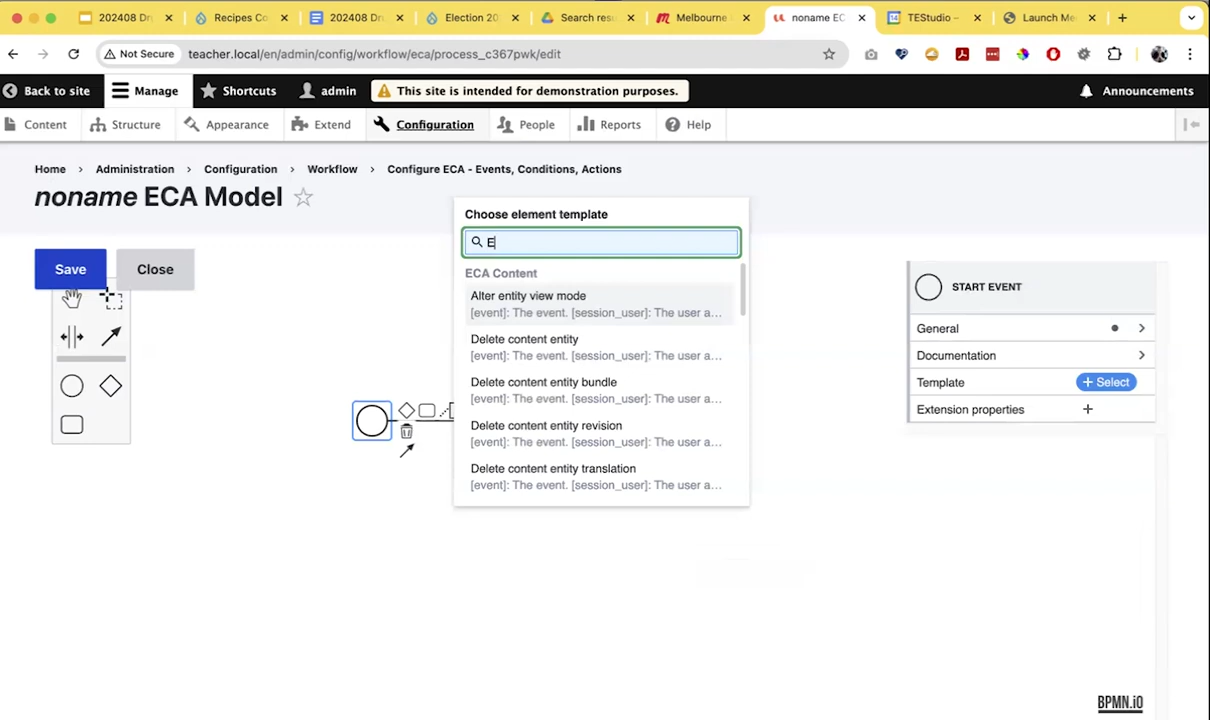 202408 Dru
Recipes Co
202408 Dru
Election 20
Search resu
Melbourne
noname EC
TEStudio –
Launch Me
Not Secure
teacher.local/en/admin/config/workflow/eca/process_c367pwk/edit
Back to site
Manage
Shortcuts
admin
This site is intended for demonstration purposes.
Announcements
Content
Structure
Appearance
Extend
Configuration
People
Reports
Help
Home > Administration > Configuration > Workflow > Configure ECA - Events, Conditions, Actions
noname ECA Model
Save
Close
Choose element template
E
ECA Content
Alter entity view mode
[event]: The event. [session_user]: The user a...
Delete content entity
[event]: The event. [session_user]: The user a...
Delete content entity bundle
[event]: The event. [session_user]: The user a...
Delete content entity revision
[event]: The event. [session_user]: The user a...
Delete content entity translation
[event]: The event. [session_user]: The user a...
START EVENT
General
Documentation
Template
+ Select
Extension properties
BPMN.iO